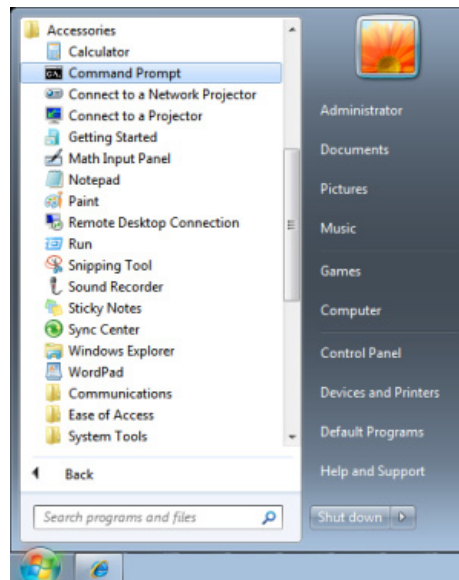 Accessories
Calculator
Command Prompt
Connect to a Network Projector
Connect to a Projector
Getting Started
Math Input Panel
Notepad
Paint
Remote Desktop Connection
Run
Snipping Tool
Sound Recorder
Sticky Notes
Sync Center
Windows Explorer
WordPad
Communications
Ease of Access
System Tools
Back
Search programs and files
Administrator
Documents
Pictures
Music
Games
Computer
Control Panel
Devices and Printers
Default Programs
Help and Support
Shut down